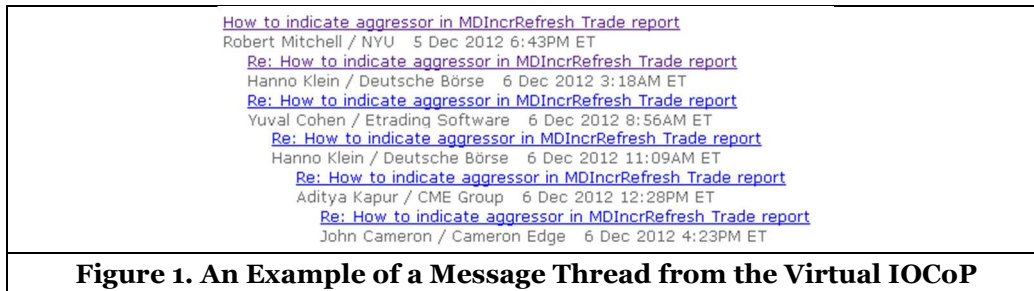 How to indicate aggressor in MDIncrRefresh Trade report
Robert Mitchell / NYU 5 Dec 2012 6:43PM ET
Re: How to indicate aggressor in MDIncrRefresh Trade report
Hanno Klein / Deutsche Börse 6 Dec 2012 3:18AM ET
Re: How to indicate aggressor in MDIncrRefresh Trade report
Yuval Cohen / Etrading Software 6 Dec 2012 8:56AM ET
Re: How to indicate aggressor in MDIncrRefresh Trade report
Hanno Klein / Deutsche Börse 6 Dec 2012 11:09AM ET
Re: How to indicate aggressor in MDIncrRefresh Trade report
Aditya Kapur / CME Group 6 Dec 2012 12:28PM ET
Re: How to indicate aggressor in MDIncrRefresh Trade report
John Cameron / Cameron Edge 6 Dec 2012 4:23PM ET
Figure 1. An Example of a Message Thread from the Virtual IOCoP